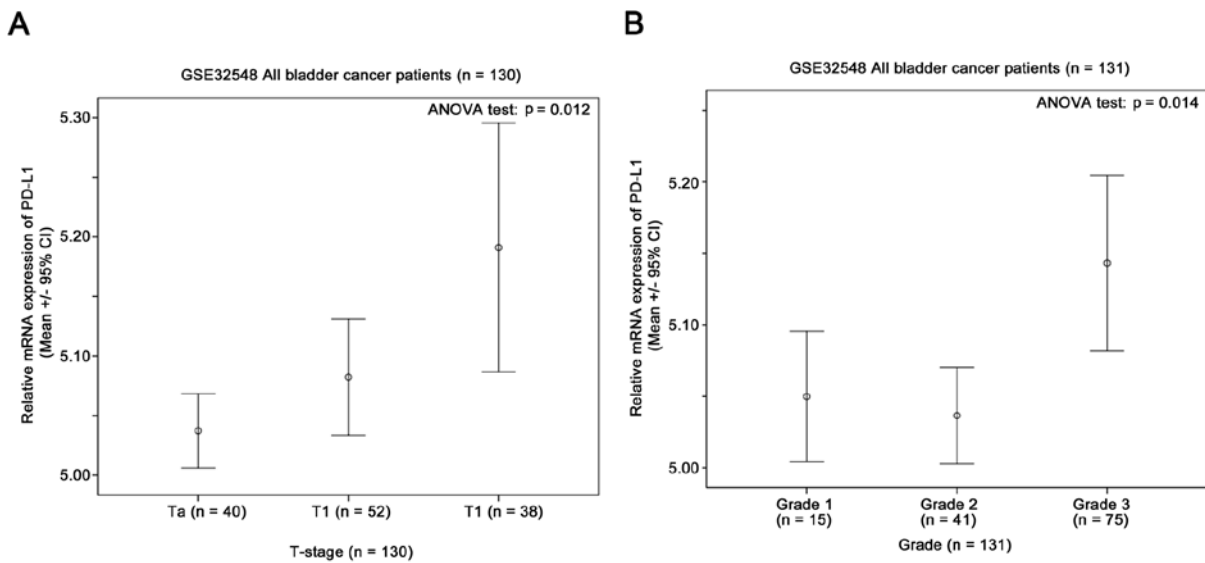 A
GSE32548 All bladder cancer patients (n = 130)
ANOVA test: p = 0.012
Relative mRNA expression of PD-L1
(Mean +/- 95% CI)
5.30
5.20
5.10
5.00
Ta (n = 40)
T1 (n = 52)
T1 (n = 38)
T-stage (n = 130)
B
GSE32548 All bladder cancer patients (n = 131)
ANOVA test: p = 0.014
Relative mRNA expression of PD-L1
(Mean +/- 95% CI)
5.20
5.10
5.00
Grade 1
(n = 15)
Grade 2
(n = 41)
Grade 3
(n = 75)
Grade (n = 131)